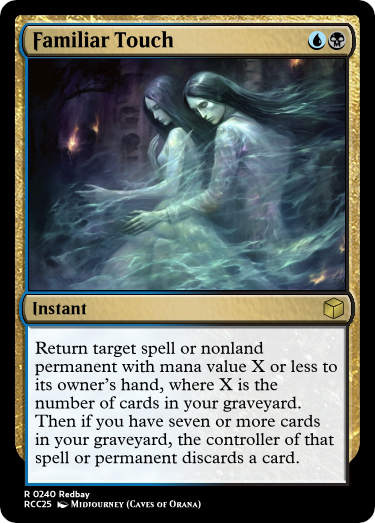 Familiar Touch
Instant
Return target spell or nonland
permanent with mana value X or less to
its owner's hand, where X is the
number of cards in your graveyard.
Then if you have seven or more cards
in your graveyard, the controller of that
spell or permanent discards a card.
R 0240 Redbay
RCC25 Midjourney (Caves of Orana)